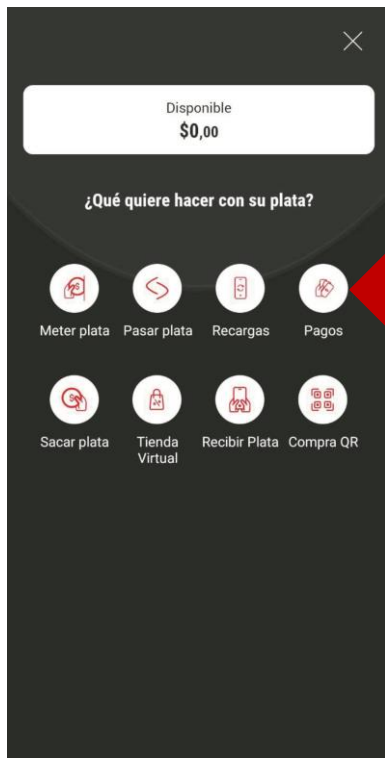 Disponible
$0,00
¿Qué quiere hacer con su plata?
Meter plata
Pasar plata
Recargas
Pagos
Sacar plata
Tienda
Virtual
Recibir Plata
Compra QR